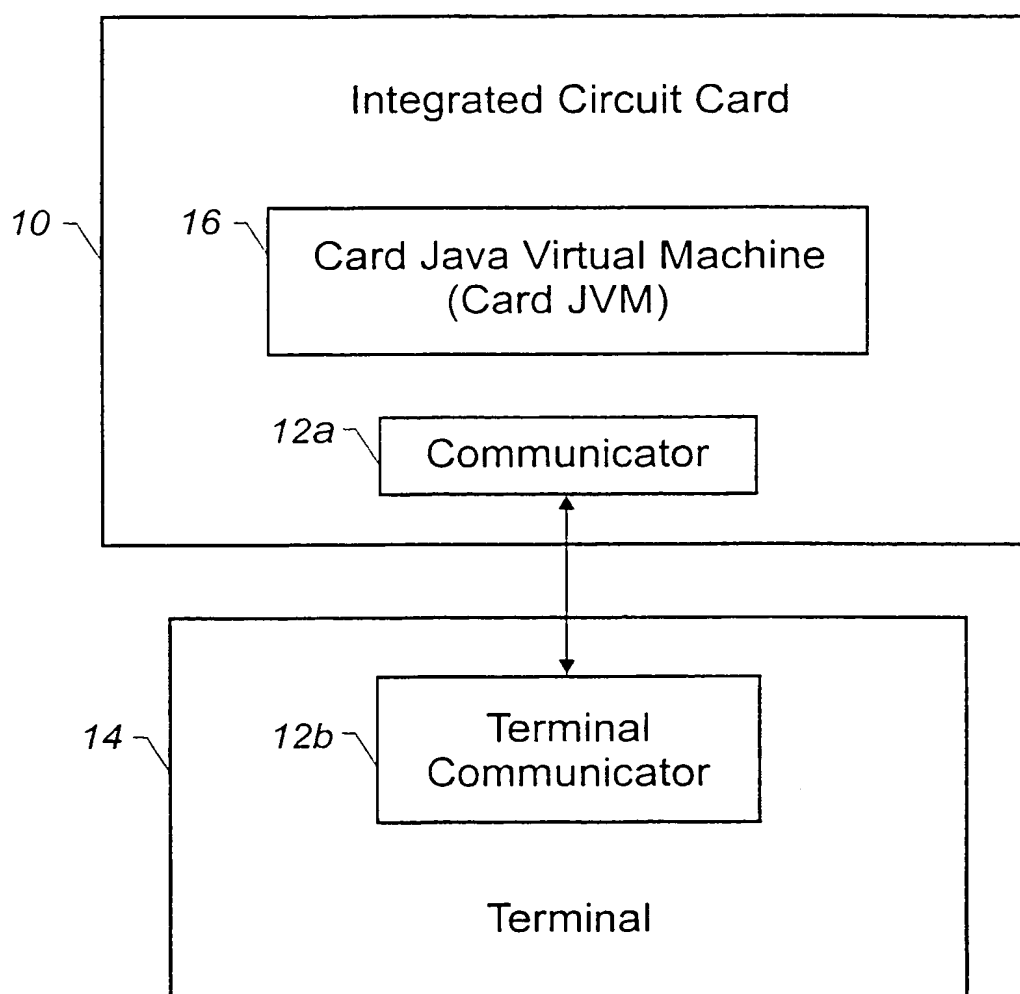 Integrated Circuit Card
10
16
Card Java Virtual Machine
(Card JVM)
12a
Communicator
14
12b
Terminal
Communicator
Terminal